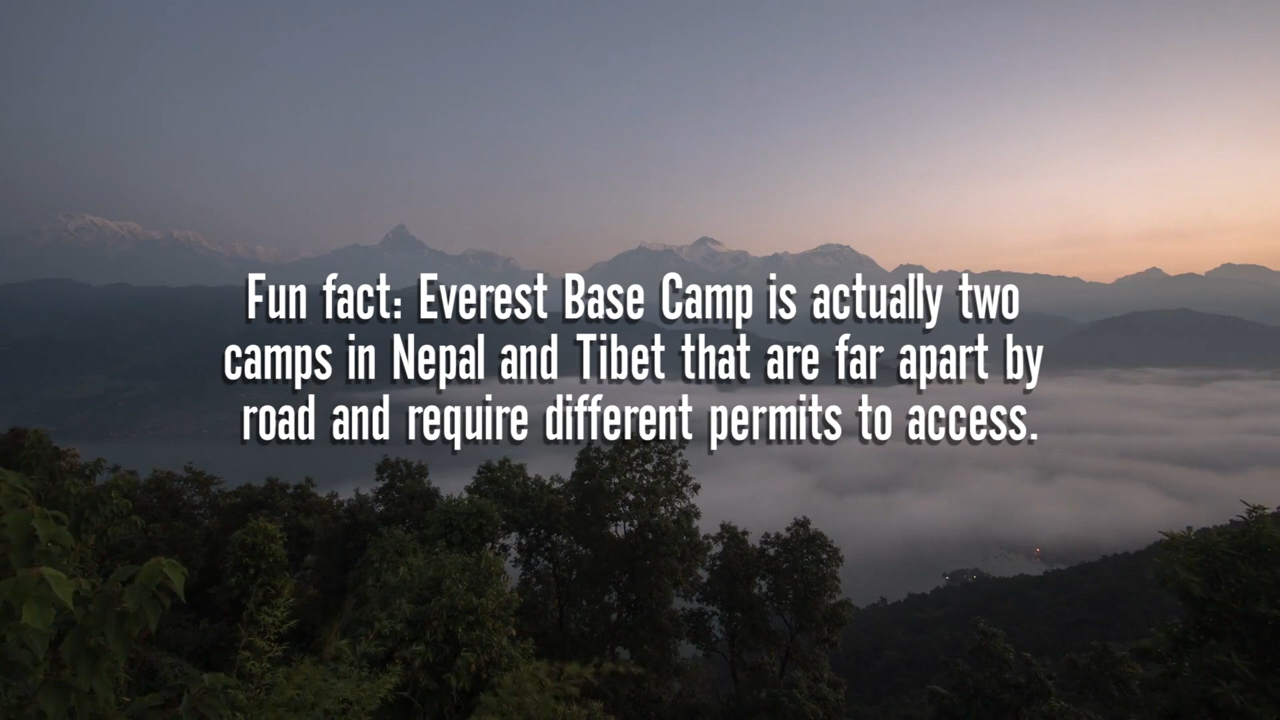 Fun fact: Everest Base Camp is actually two
camps in Nepal and Tibet that are far apart by
road and require different permits to access.